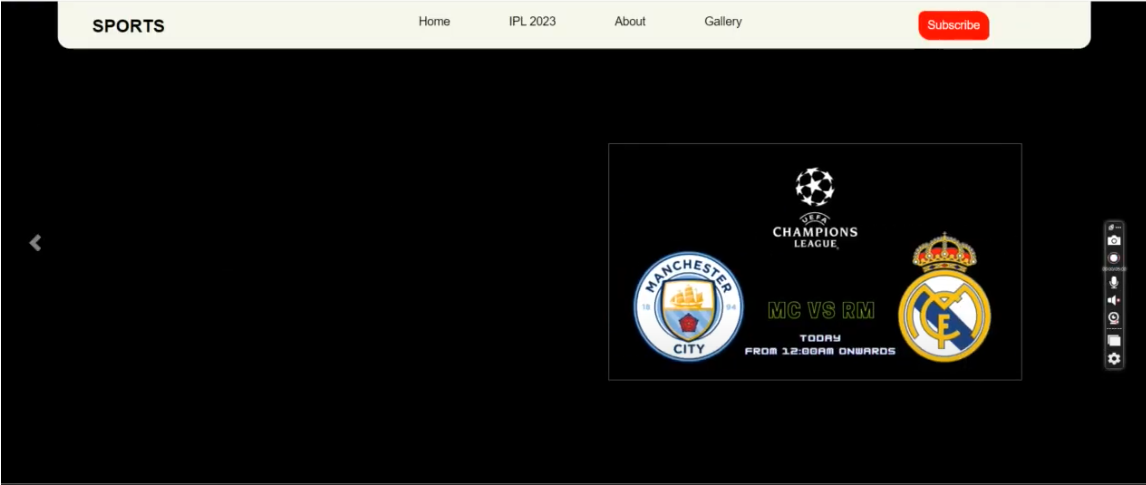 SPORTS
Home
IPL 2023
About
Gallery
Subscribe
UEFA
CHAMPIONS
LEAGUE
MANCHESTER
18 94
CITY
MC VS RM
TODAY
FROM 12:00AM ONWARDS